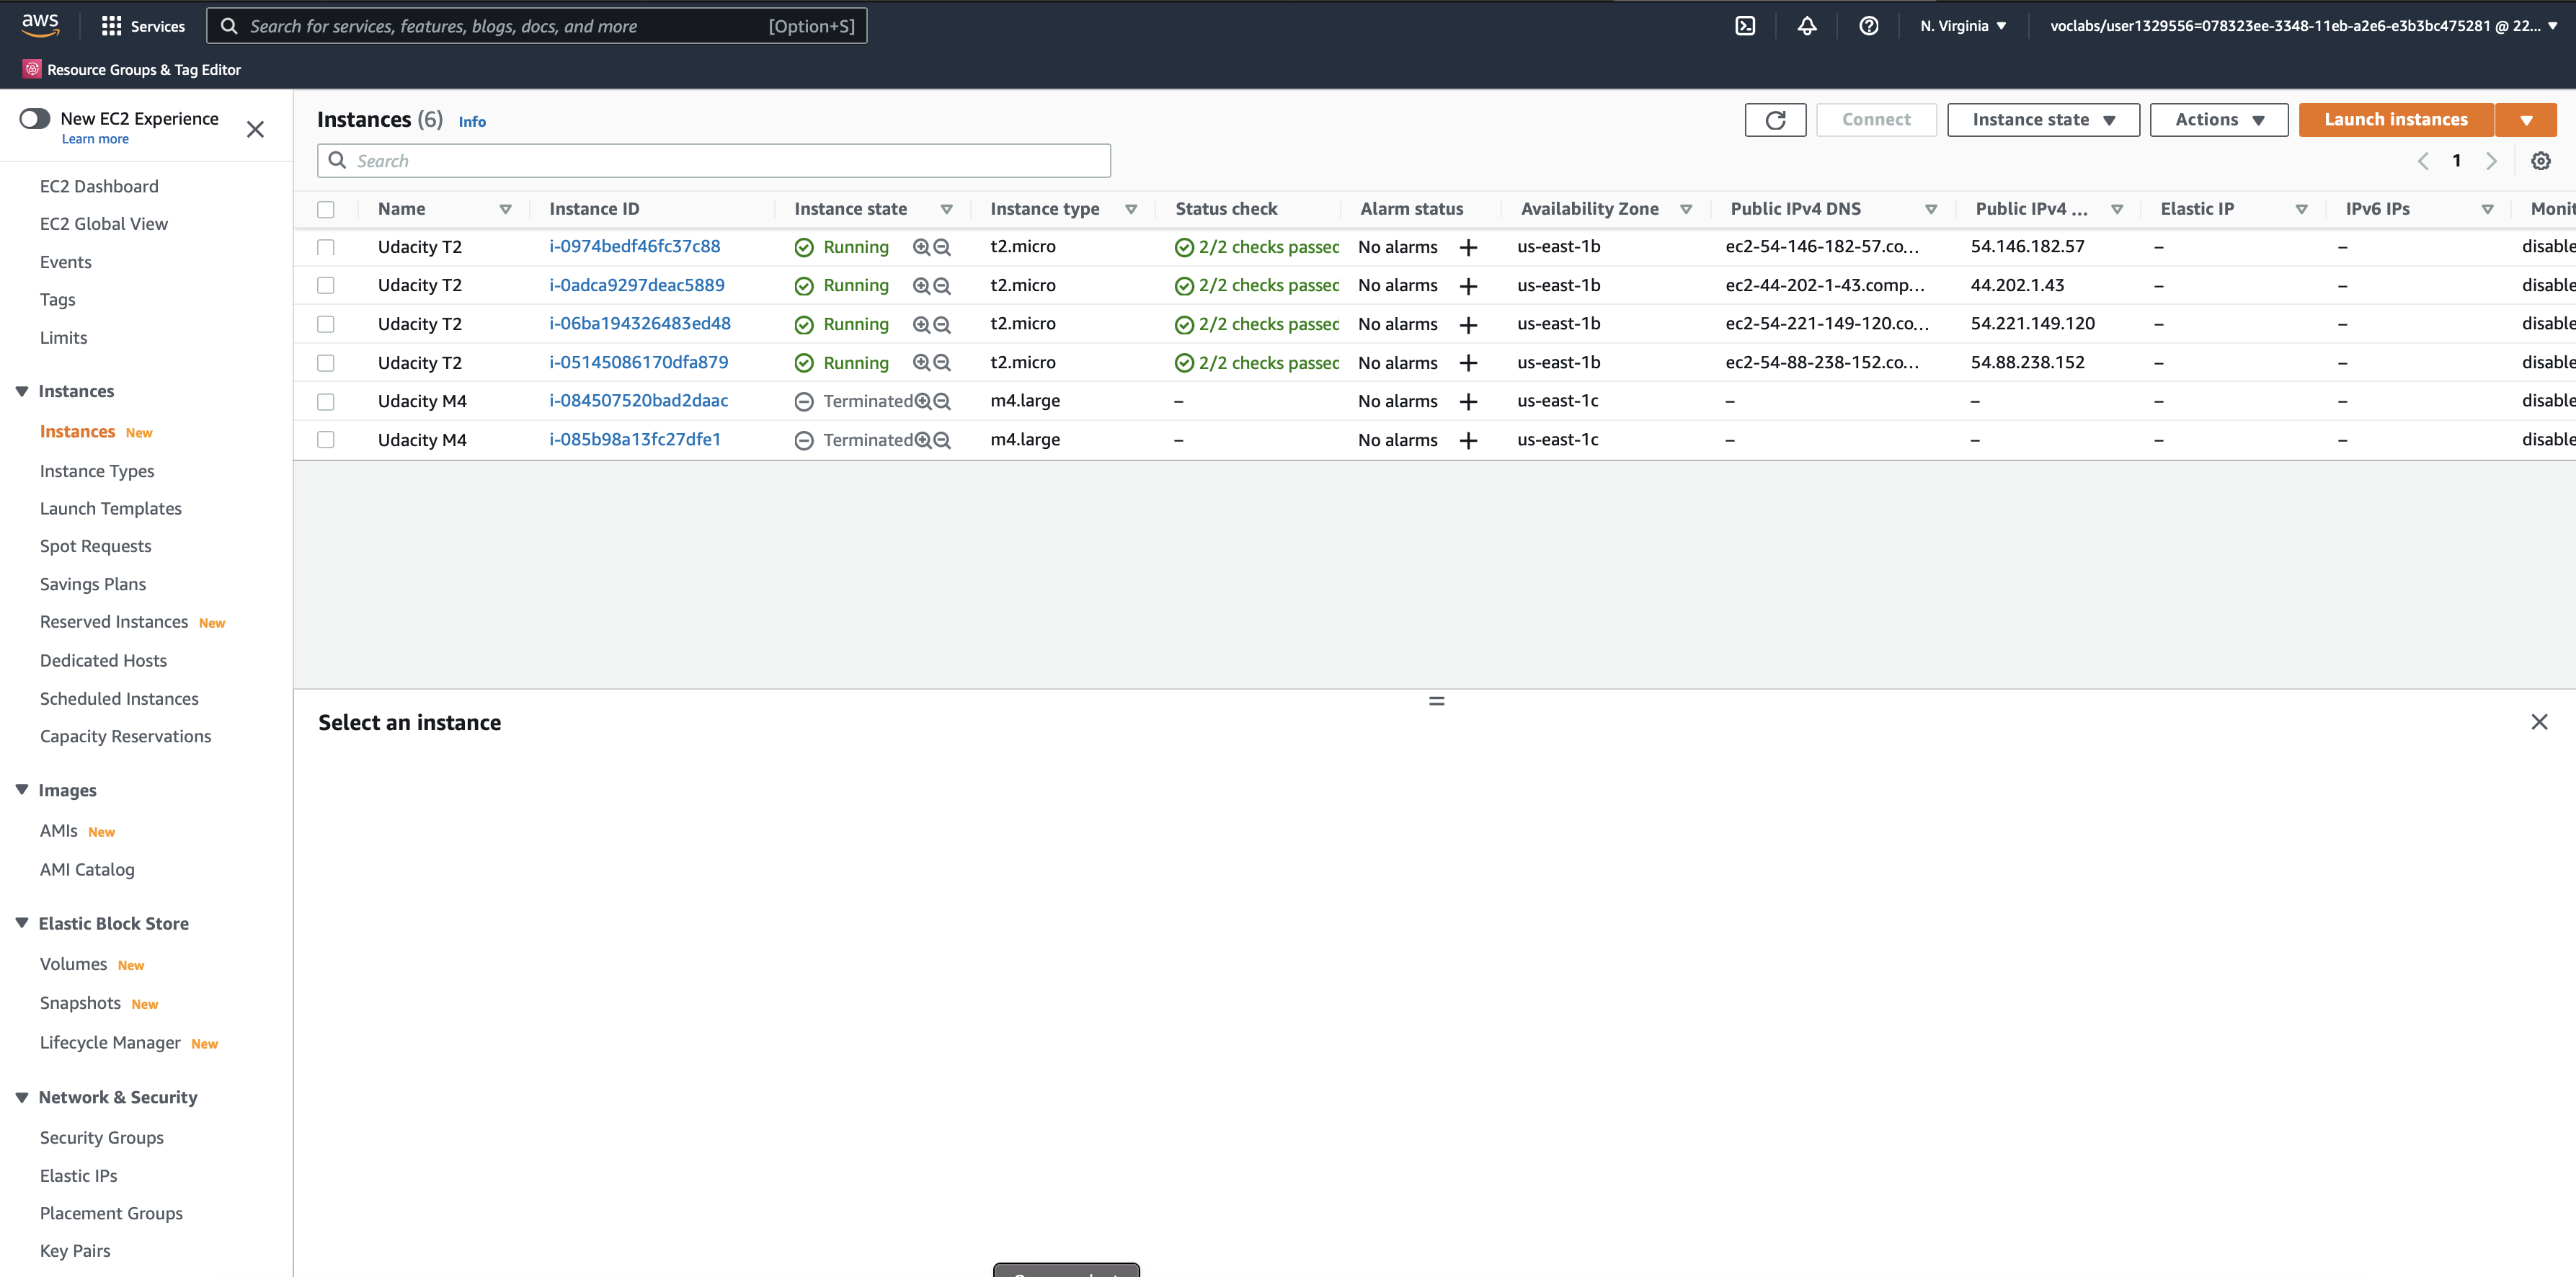 aws Services Search for services, features, blogs, docs, and more [Option+S] N. Virginia ▼ voclabs/user1329556=078323ee-3348-11eb-a2e6-e3b3bc475281 @ 22... ▼
Resource Groups & Tag Editor
New EC2 Experience
Learn more
EC2 Dashboard
EC2 Global View
Events
Tags
Limits
Instances
Instances New
Instance Types
Launch Templates
Spot Requests
Savings Plans
Reserved Instances New
Dedicated Hosts
Scheduled Instances
Capacity Reservations
Images
AMIs New
AMI Catalog
Elastic Block Store
Volumes New
Snapshots New
Lifecycle Manager New
Network & Security
Security Groups
Elastic IPs
Placement Groups
Key Pairs
Instances (6) Info Connect Instance state ▼ Actions ▼ Launch instances ▼
Search 1
Name Instance ID Instance state Instance type Status check Alarm status Availability Zone Public IPv4 DNS Public IPv4 ... Elastic IP IPv6 IPs Monit
Udacity T2 i-0974bedf46fc37c88 Running t2.micro 2/2 checks passed No alarms + us-east-1b ec2-54-146-182-57.co... 54.146.182.57 – – disable
Udacity T2 i-0adca9297deac5889 Running t2.micro 2/2 checks passed No alarms + us-east-1b ec2-44-202-1-43.comp... 44.202.1.43 – – disable
Udacity T2 i-06ba194326483ed48 Running t2.micro 2/2 checks passed No alarms + us-east-1b ec2-54-221-149-120.co... 54.221.149.120 – – disable
Udacity T2 i-05145086170dfa879 Running t2.micro 2/2 checks passed No alarms + us-east-1b ec2-54-88-238-152.co... 54.88.238.152 – – disable
Udacity M4 i-084507520bad2daac Terminated m4.large – No alarms + us-east-1c – – – – disable
Udacity M4 i-085b98a13fc27dfe1 Terminated m4.large – No alarms + us-east-1c – – – – disable
Select an instance